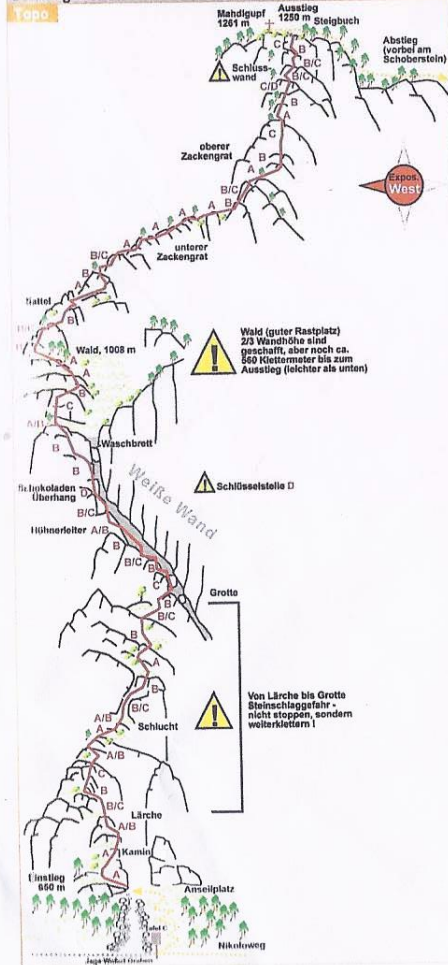 Topo
Mahdlgupf
1261 m
Ausstieg
1250 m
Steigbuch
Abstieg
(vorbei am
Schoberstein)
C
B
B/C
Schluss-
wand
B/C
C/D
B
A
C
oberer
Zackengrat
A
B
B/C
B
A
A
A
A
Expos.
West
B/C
unterer
Zackengrat
A
B
B
Wald, 1008 m
A
A
B
C
A/B
Wald (guter Rastplatz)
2/3 Wandhöhe sind
geschafft, aber noch ca.
560 Klettermeter bis zum
Ausstieg (leichter als unten)
Waschbrett
B
B
Weiße Wand
Schokoladen
Überhang
D
Schlüsselstelle D
B/C
Hühnerleiter
A/B
B
B/C
B
C
B
Grotte
B/C
B
A
B
B/C
Von Lärche bis Grotte
Steinschlaggefahr -
nicht stoppen, sondern
weiterklettern !
A/B
Schlucht
A/B
C
B
B/C
Lärche
A/B
Kamin
A
A
Einstieg
650 m
Anseilplatz
Nikoloweg